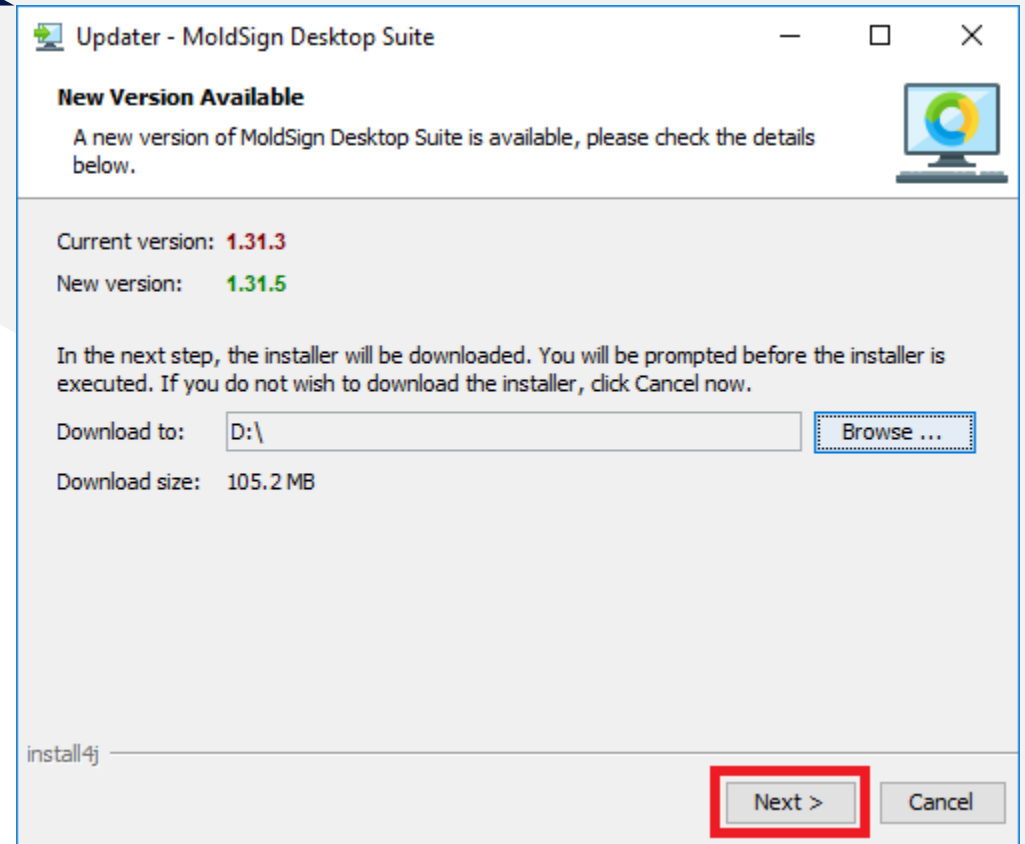 Updater - MoldSign Desktop Suite
New Version Available
A new version of MoldSign Desktop Suite is available, please check the details
below.
Current version: 1.31.3
New version: 1.31.5
In the next step, the installer will be downloaded. You will be prompted before the installer is
executed. If you do not wish to download the installer, click Cancel now.
Download to: D:\ Browse ...
Download size: 105.2 MB
install4j
Next > Cancel